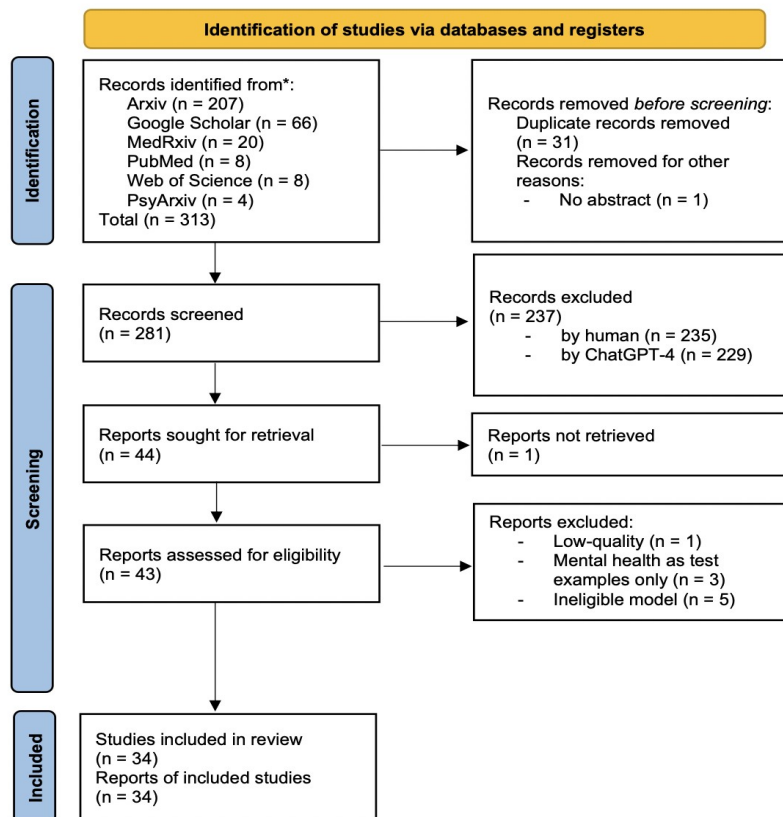 Identification of studies via databases and registers
Identification
Records identified from*:
Arxiv (n = 207)
Google Scholar (n = 66)
MedRxiv (n = 20)
PubMed (n = 8)
Web of Science (n = 8)
PsyArxiv (n = 4)
Total (n = 313)
Records removed before screening:
Duplicate records removed
(n = 31)
Records removed for other
reasons:
- No abstract (n = 1)
Screening
Records screened
(n = 281)
Records excluded
(n = 237)
- by human (n = 235)
- by ChatGPT-4 (n = 229)
Reports sought for retrieval
(n = 44)
Reports not retrieved
(n = 1)
Reports assessed for eligibility
(n = 43)
Reports excluded:
- Low-quality (n = 1)
- Mental health as test
examples only (n = 3)
- Ineligible model (n = 5)
Included
Studies included in review
(n = 34)
Reports of included studies
(n = 34)